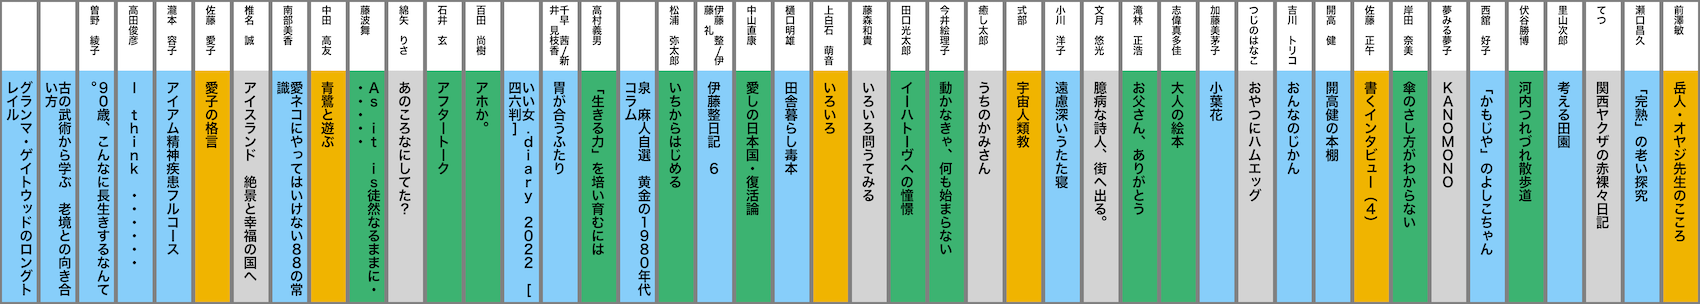 前澤敏
岳人・オヤジ先生のこころ
瀬口昌久
「完熟」の老い探究
てつ
関西ヤクザの赤裸々日記
里山次郎
考える田園
伏谷勝博
河内つれづれ散歩道
西舘 好子
「かもじや」のよしこちゃん
夢みる夢子
KANOMONO
岸田 奈美
傘のさし方がわからない
佐藤 正午
書くインタビュー(4)
開高 健
開高健の本棚
吉川 トリコ
おんなのじかん
つじのはなこ
おやつにハムエッグ
加藤美茅子
小葉花
志偉真多佳
大人の絵本
滝林 正浩
お父さん、ありがとう
文月 悠光
臆病な詩人、街へ出る。
小川 洋子
遠慮深いうたた寝
式部
宇宙人類教
癒し太郎
うちのかみさん
今井絵理子
動かなきゃ、何も始まらない
田口光太郎
イーハトーヴへの憧憬
藤森和貴
いろいろ問うてみる
上白石 萌音
いろいろ
樋口明雄
田舎暮らし毒本
中山直康
愛しの日本国・復活論
伊藤 整/伊
藤 礼
伊藤整日記 6
松浦 弥太郎
いちからはじめる
泉麻人自選 黄金の1980年代
コラム
高村義男
「生きる力」を培い育むには
千早 茜/新
井 見枝香
胃が合うふたり
いい女.diary 2022 [
四六判]
百田 尚樹
アホか。
石井 玄
アフタートーク
綿矢 りさ
あのころなにしてた?
藤波舞
As it is徒然なるままに・
・・・・・
中田 高友
青鷺と遊ぶ
南部美香
愛ネコにやってはいけない88の常
識
椎名 誠
アイスランド 絶景と幸福の国へ
佐藤 愛子
愛子の格言
瀧本 容子
アイアム精神疾患フルコース
高田俊彦
I think・・・・・・
曽野 綾子
90歳、こんなに長生きするなんて
。
古の武術から学ぶ 老境との向き合
い方
グランマ・ゲイトウッドのロングト
レイル